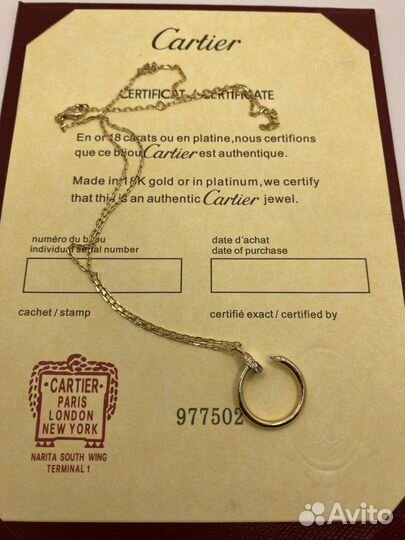 Cartier
CERTIFICAT / CERTIFICATE
En or 18 carats ou en platine, nous certifions
que ce bijou Cartier est authentique.
Made in 18K gold or in platinum, we certify
that this is an authentic Cartier jewel.
numéro du bijou
individual serial number
date d'achat
date of purchase
cachet / stamp
certifié exact / certified by
CARTIER
PARIS
LONDON
NEW YORK
NARITA SOUTH WING
TERMINAL 1
977502
Avito